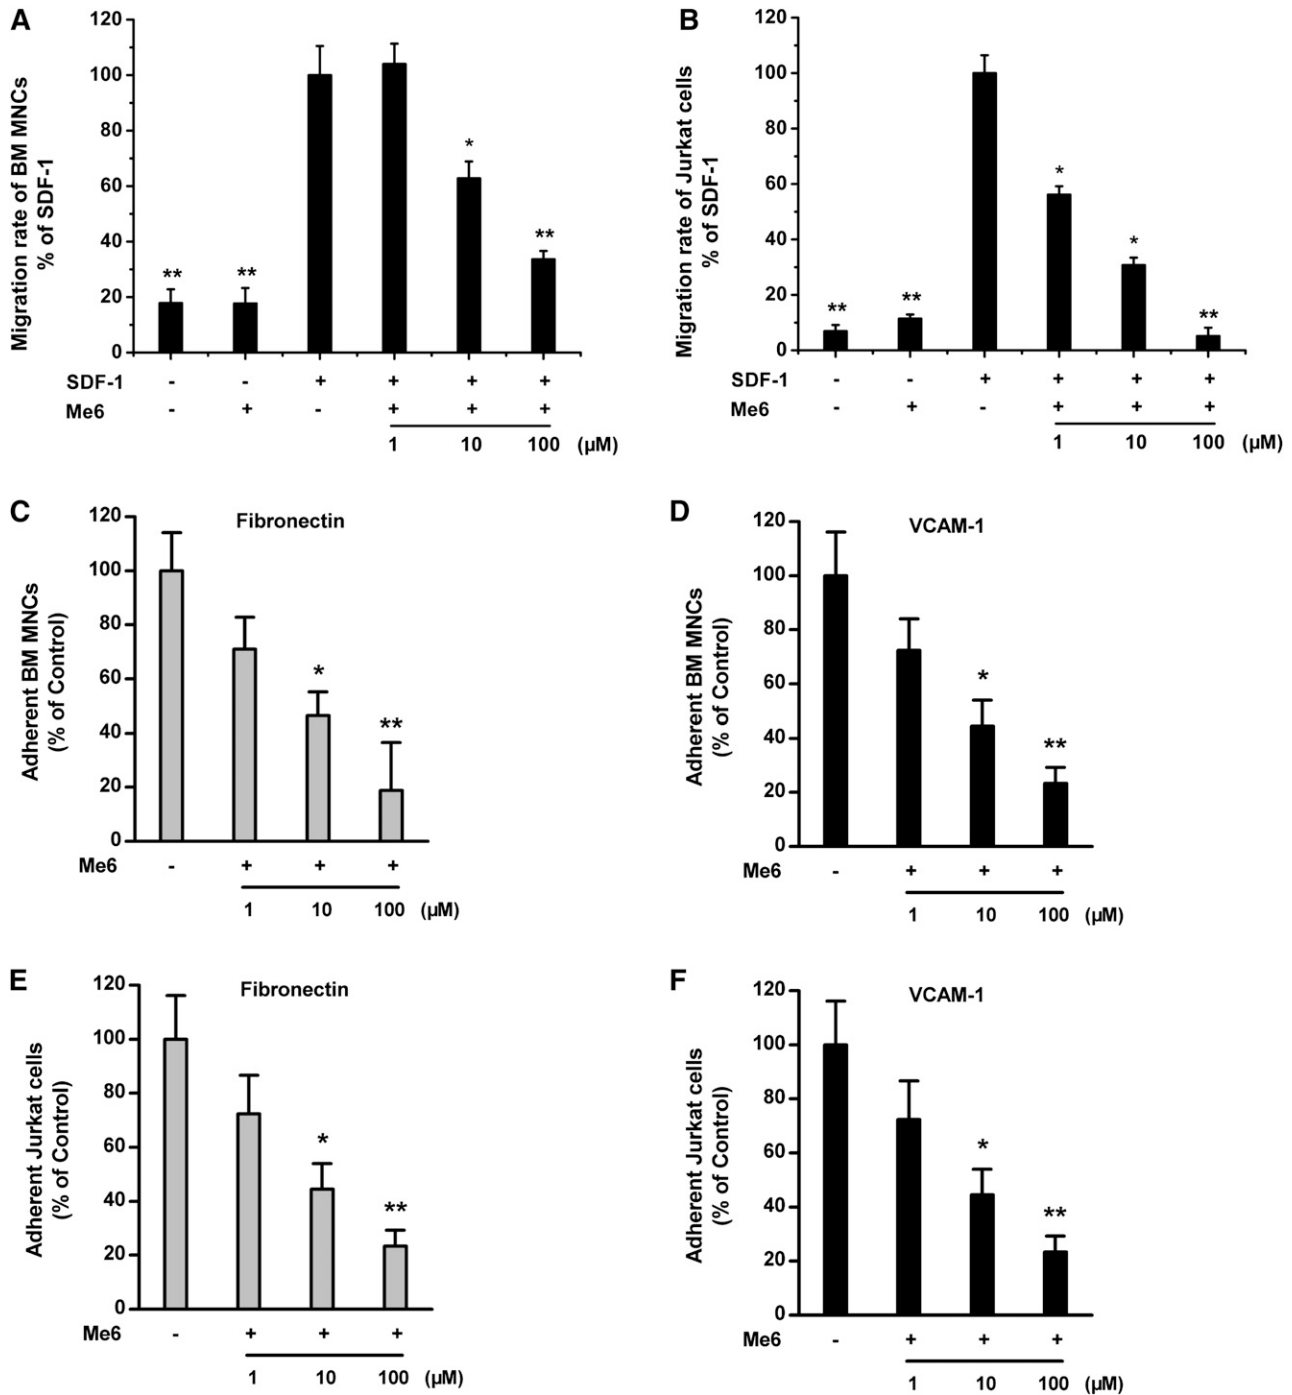 A
Migration rate of BM MNCs
% of SDF-1
120
100
80
60
40
20
0
** ** * **
SDF-1 - - + + + +
Me6 - + - + + +
1 10 100 (µM)
B
Migration rate of Jurkat cells
% of SDF-1
120
100
80
60
40
20
0
** ** * * **
SDF-1 - - + + + +
Me6 - + - + + +
1 10 100 (µM)
C
Fibronectin
Adherent BM MNCs
(% of Control)
120
100
80
60
40
20
0
* **
Me6 - + + +
1 10 100 (µM)
D
VCAM-1
Adherent BM MNCs
(% of Control)
120
100
80
60
40
20
0
* **
Me6 - + + +
1 10 100 (µM)
E
Fibronectin
Adherent Jurkat cells
(% of Control)
120
100
80
60
40
20
0
* **
Me6 - + + +
1 10 100 (µM)
F
VCAM-1
Adherent Jurkat cells
(% of Control)
120
100
80
60
40
20
0
* **
Me6 - + + +
1 10 100 (µM)